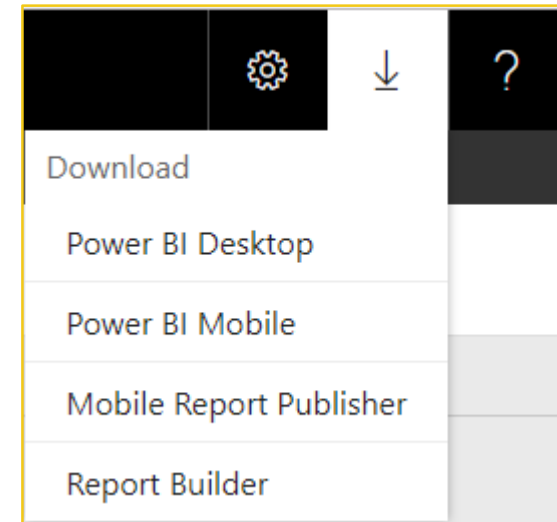 ?
Download
Power BI Desktop
Power BI Mobile
Mobile Report Publisher
Report Builder